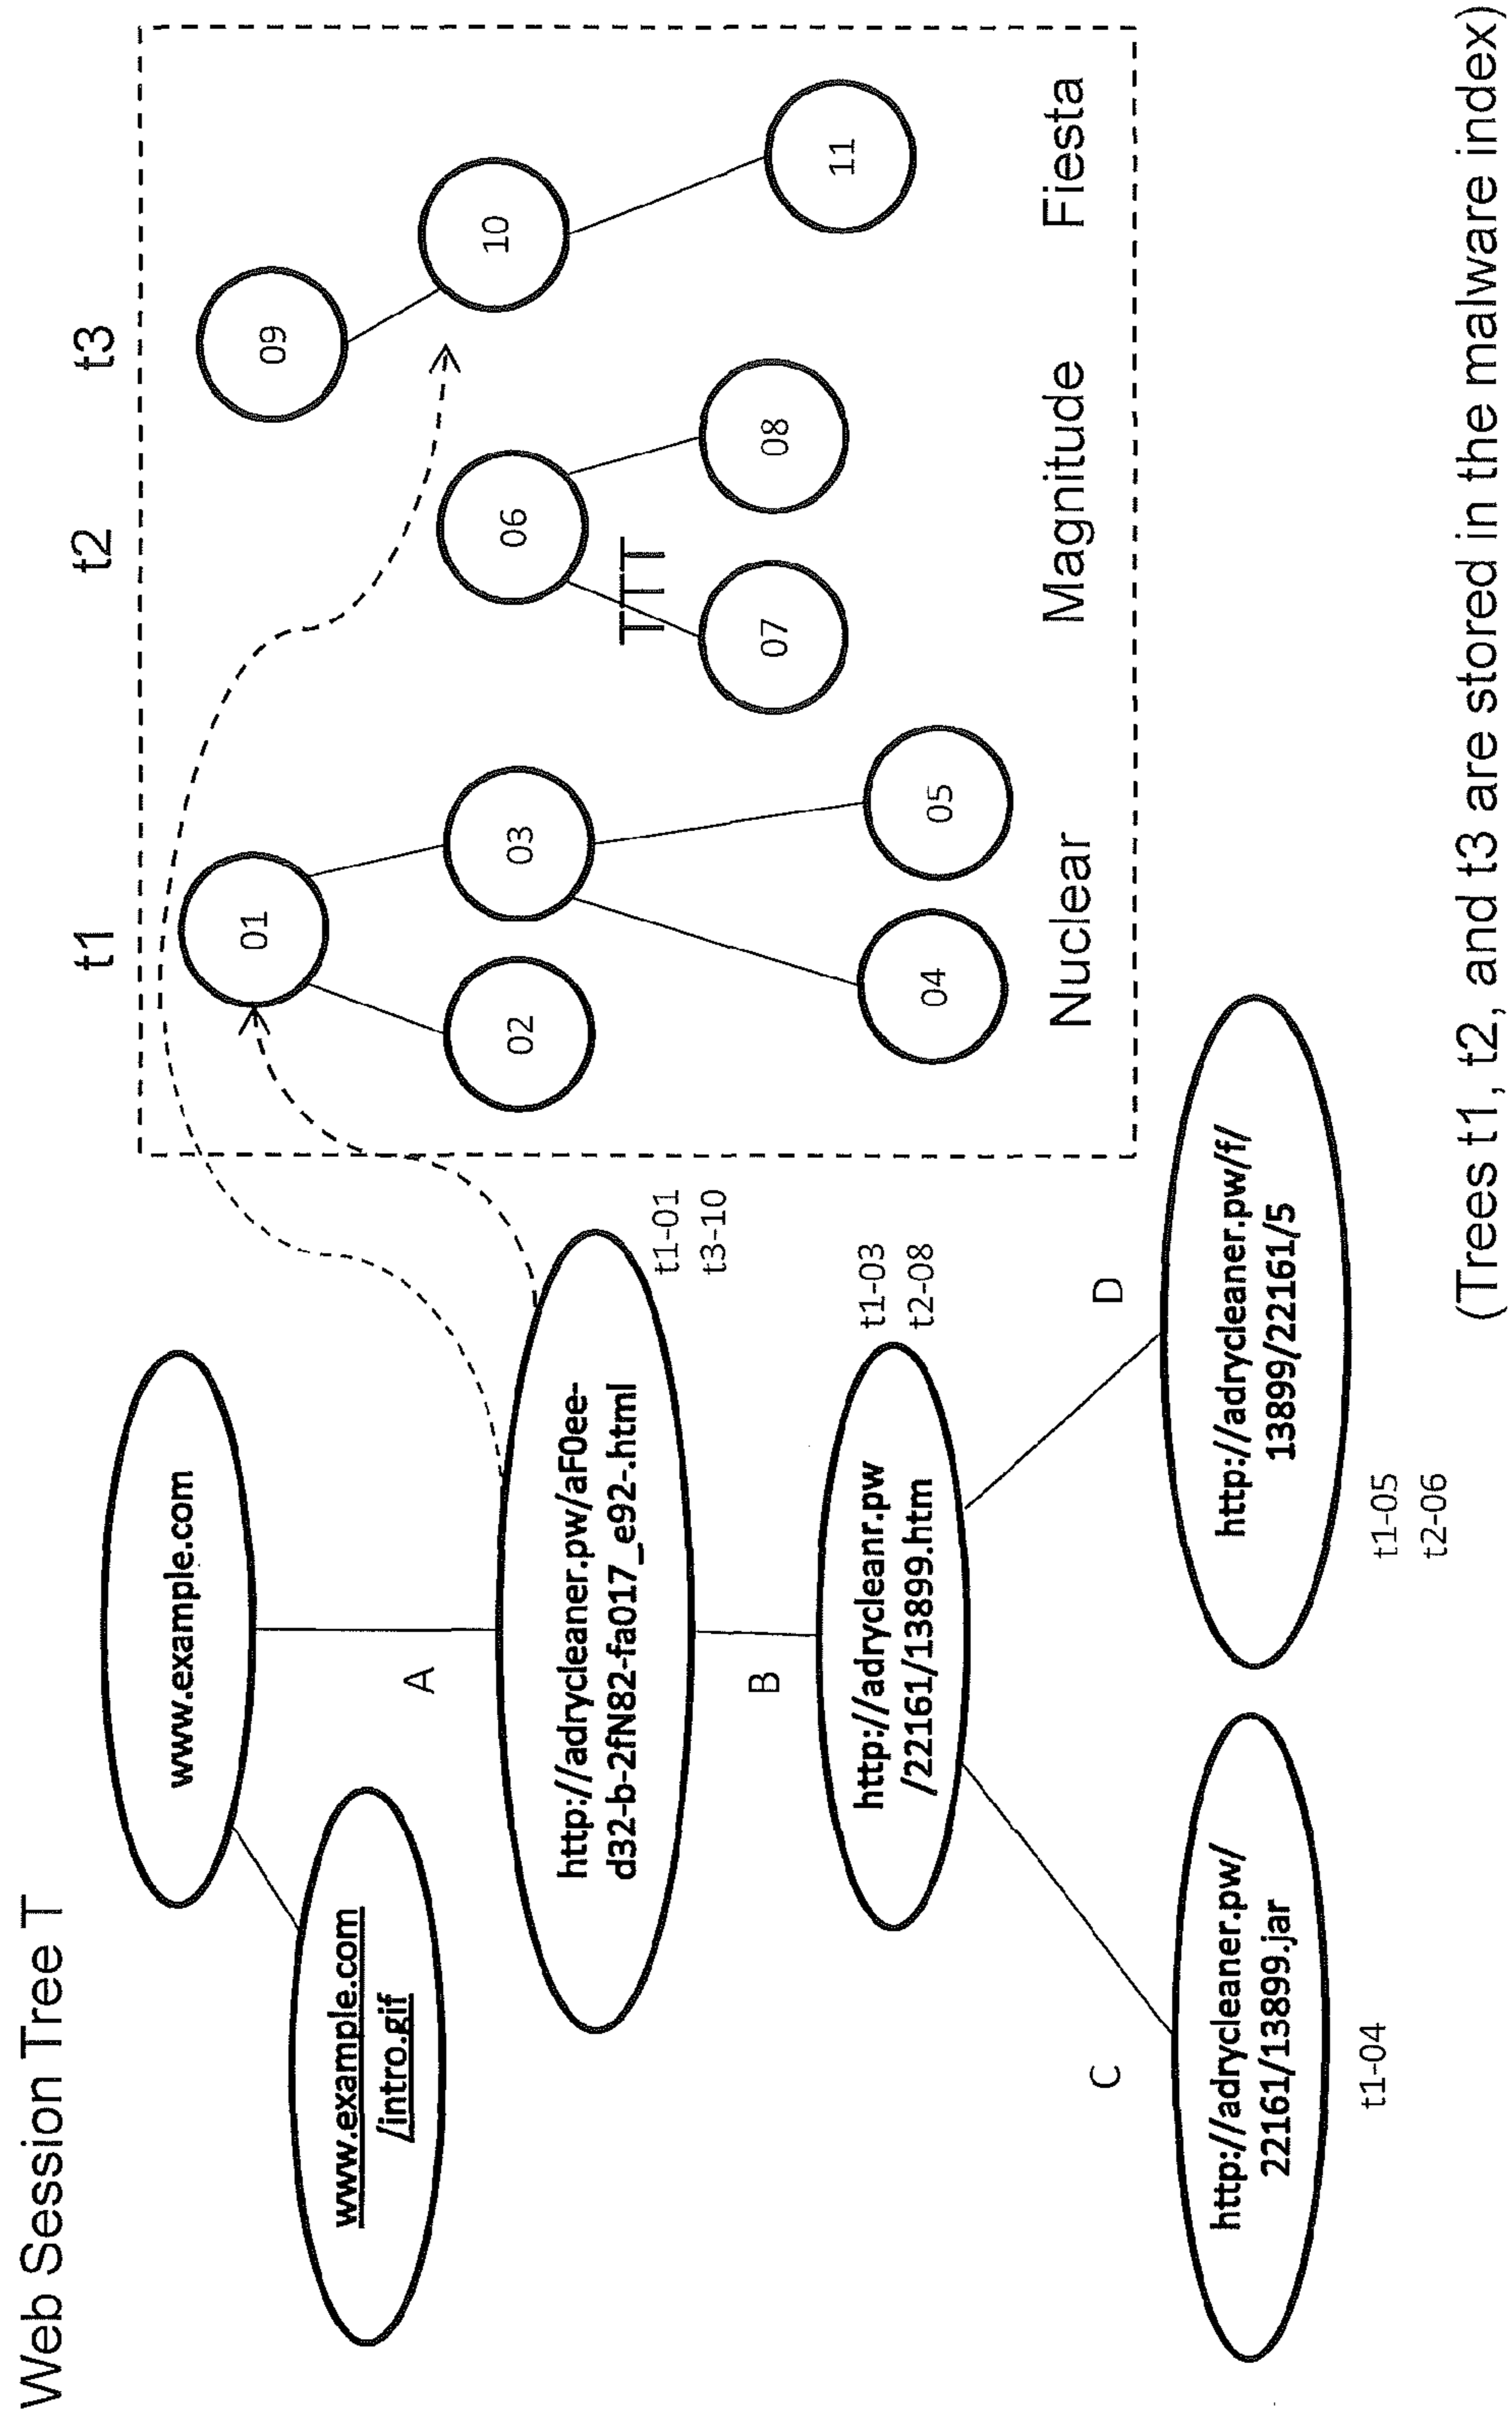 Web Session Tree T
www.example.com
www.example.com
/intro.gif
A
http://adrycleaner.pw/aF0ee-
d32-b-2fN82-fa017_e92-.html
t1-01
t3-10
B
http://adrycleanr.pw
/22161/13899.htm
t1-03
t2-08
C
D
http://adrycleaner.pw/
22161/13899.jar
t1-04
http://adrycleaner.pw/f/
13899/22161/5
t1-05
t2-06
t1
t2
t3
01
02
03
04
05
06
TTT
07
08
09
10
11
Nuclear
Magnitude
Fiesta
(Trees t1, t2, and t3 are stored in the malware index)